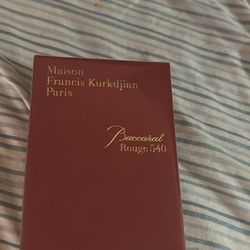 Maison
Francis Kurkdjian
Paris
Baccarat
Rouge 540